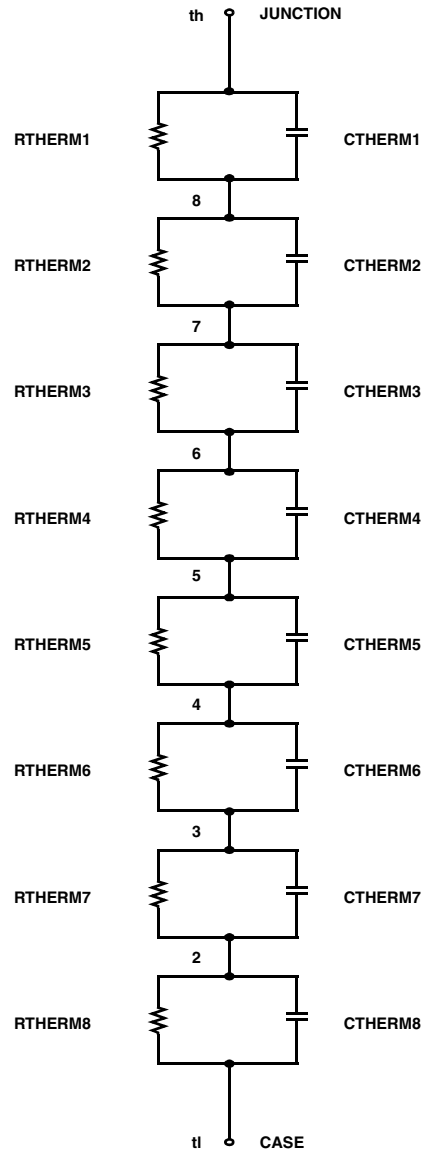 th JUNCTION
RTHERM1 CTHERM1
8
RTHERM2 CTHERM2
7
RTHERM3 CTHERM3
6
RTHERM4 CTHERM4
5
RTHERM5 CTHERM5
4
RTHERM6 CTHERM6
3
RTHERM7 CTHERM7
2
RTHERM8 CTHERM8
tl CASE